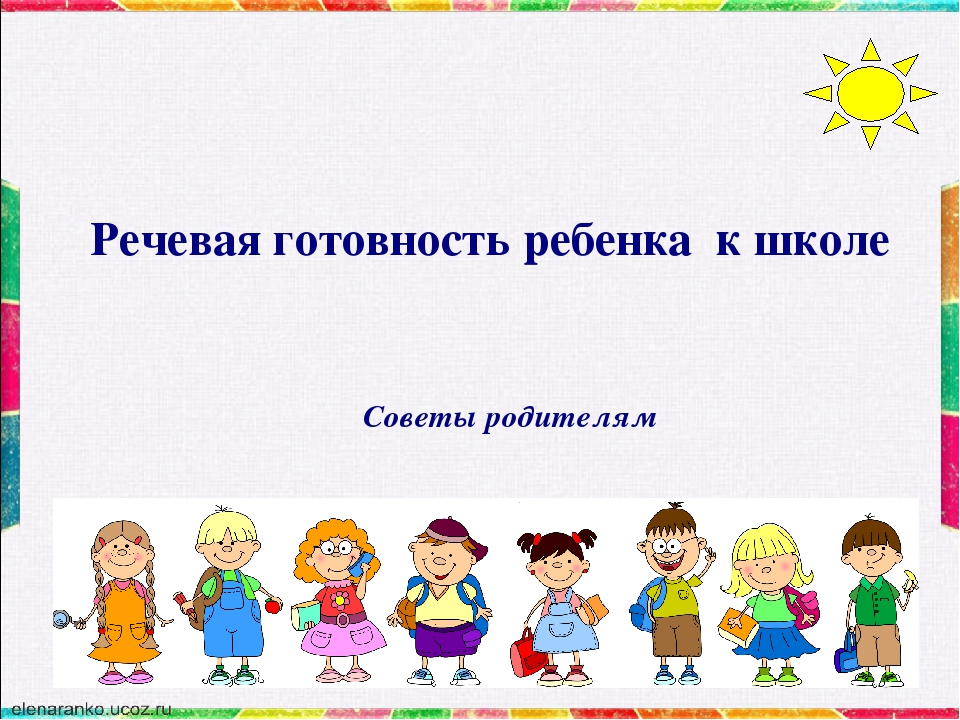 Речевая готовность ребенка к школе
Советы родителям
elenaranko.ucoz.ru